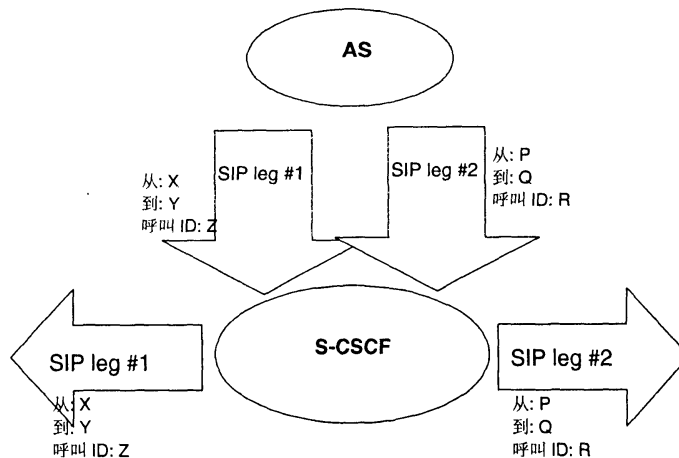 AS
SIP leg #1
从: X
到: Y
呼叫 ID: Z
SIP leg #2
从: P
到: Q
呼叫 ID: R
S-CSCF
SIP leg #1
从: X
到: Y
呼叫 ID: Z
SIP leg #2
从: P
到: Q
呼叫 ID: R